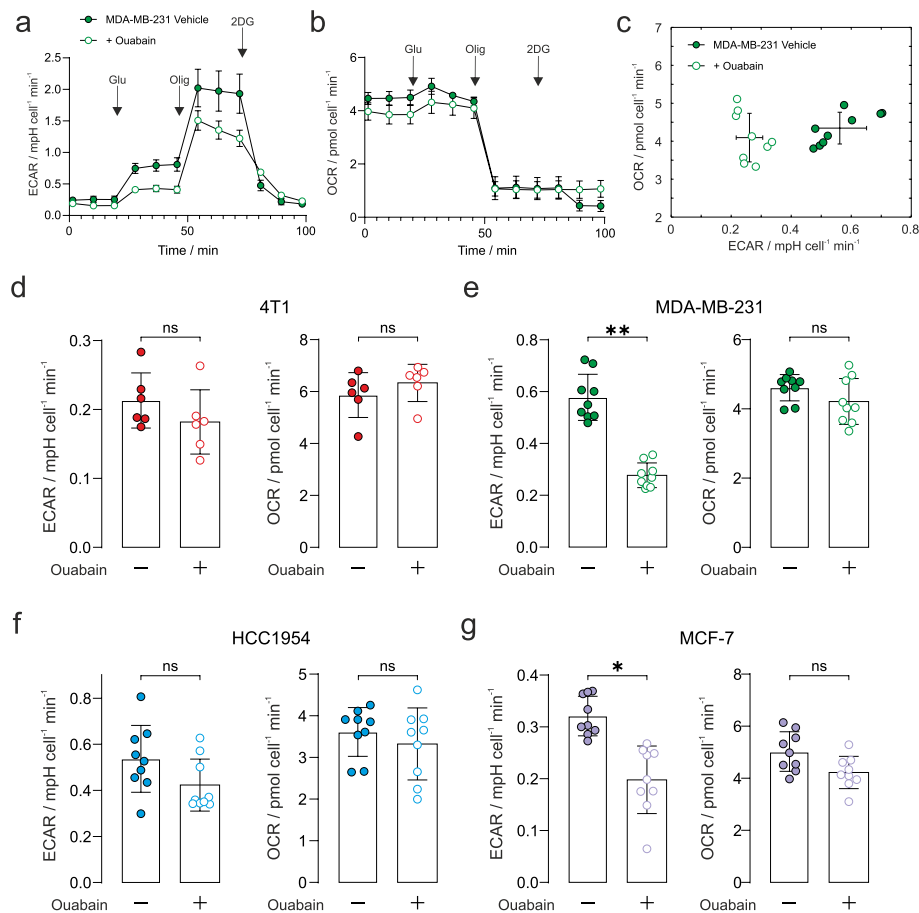 a
MDA-MB-231 Vehicle
+ Ouabain
2DG
Glu
Olig
ECAR / mpH cell⁻¹ min⁻¹
2.5
2.0
1.5
1.0
0.5
0.0
0
50
100
Time / min
b
Glu
Olig
2DG
OCR / pmol cell⁻¹ min⁻¹
6
4
2
0
0
50
100
Time / min
c
MDA-MB-231 Vehicle
+ Ouabain
OCR / pmol cell⁻¹ min⁻¹
7
6
5
4
3
2
0
0.2
0.4
0.6
0.8
ECAR / mpH cell⁻¹ min⁻¹
d
4T1
ns
ECAR / mpH cell⁻¹ min⁻¹
0.3
0.2
0.1
0.0
Ouabain − +
ns
OCR / pmol cell⁻¹ min⁻¹
8
6
4
2
0
Ouabain − +
e
MDA-MB-231
**
ECAR / mpH cell⁻¹ min⁻¹
0.8
0.6
0.4
0.2
0.0
Ouabain − +
ns
OCR / pmol cell⁻¹ min⁻¹
6
4
2
0
Ouabain − +
f
HCC1954
ns
ECAR / mpH cell⁻¹ min⁻¹
0.8
0.6
0.4
0.2
0.0
Ouabain − +
ns
OCR / pmol cell⁻¹ min⁻¹
5
4
3
2
1
0
Ouabain − +
g
MCF-7
*
ECAR / mpH cell⁻¹ min⁻¹
0.4
0.3
0.2
0.1
0.0
Ouabain − +
ns
OCR / pmol cell⁻¹ min⁻¹
8
6
4
2
0
Ouabain − +